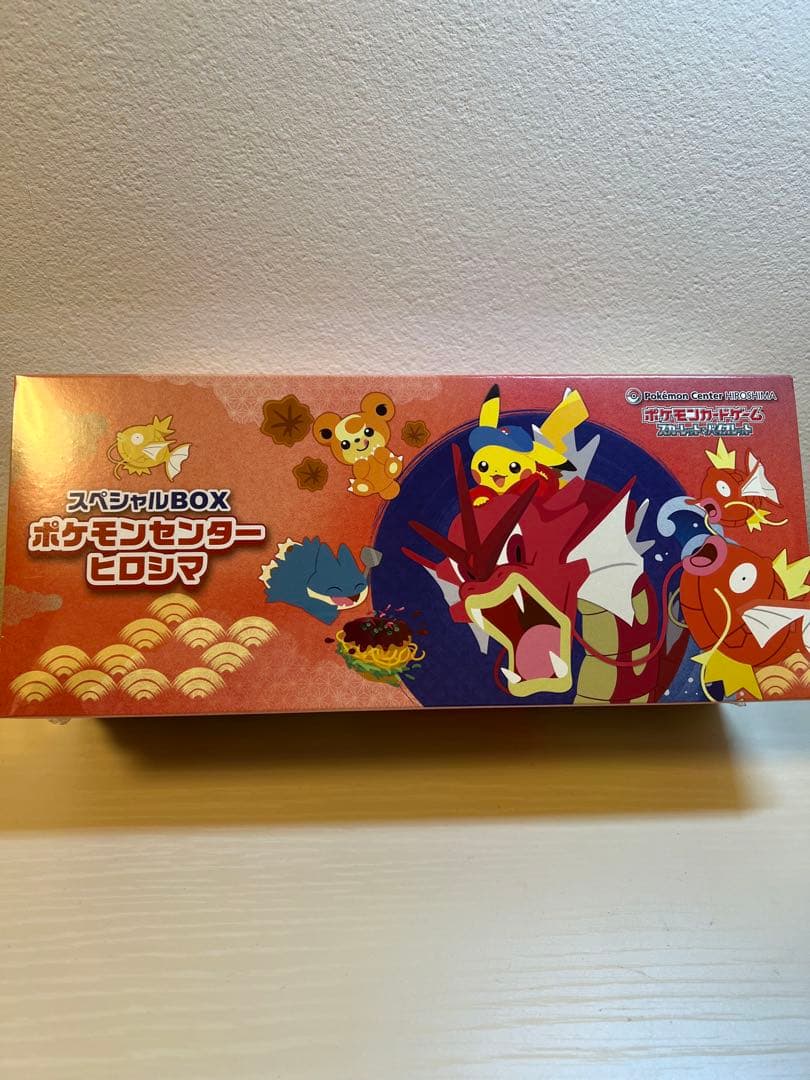 Pokémon Center HIROSHIMA
ポケモンカードゲーム
スカーレット&バイオレット
スペシャルBOX
ポケモンセンター
ヒロシマ